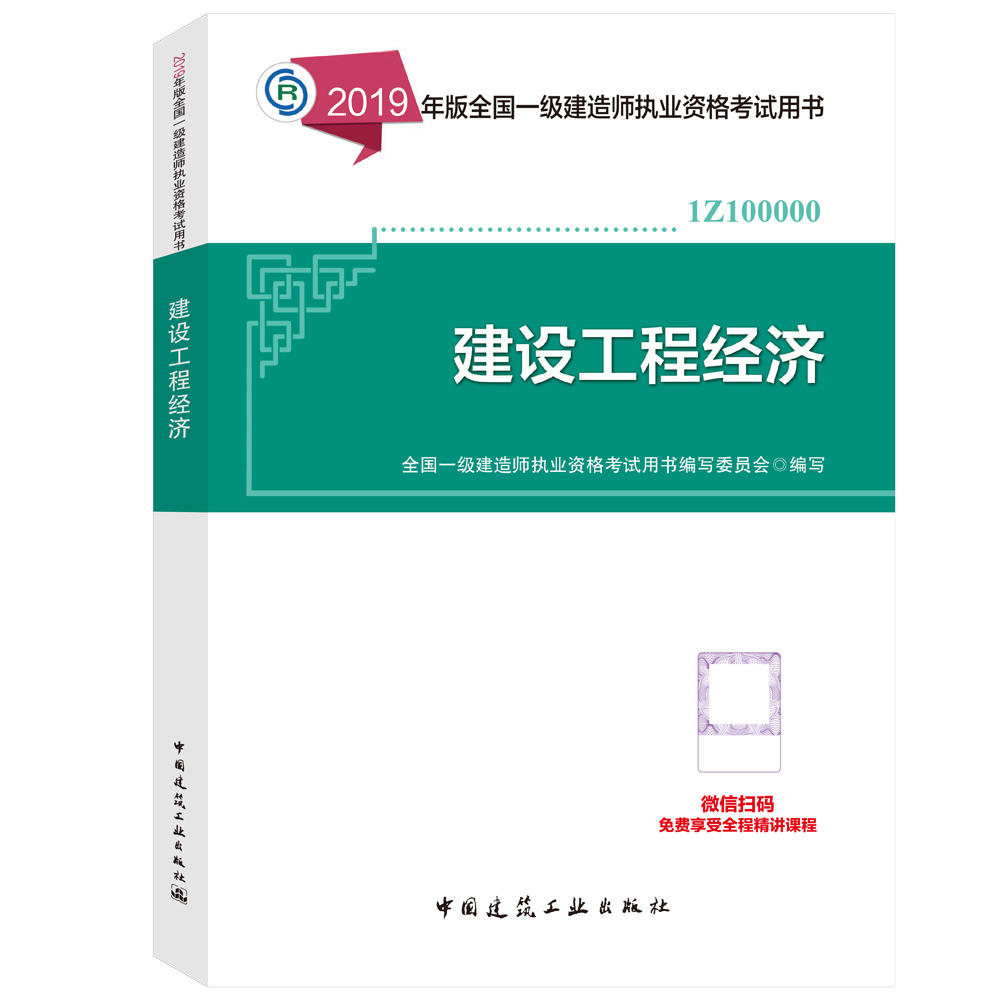 2019年版全国一级建造师执业资格考试用书
1Z100000
建设工程经济
全国一级建造师执业资格考试用书编写委员会◎编写
微信扫码
免费享受全程精讲课程
中国建筑工业出版社
2019年版全国一级建造师执业资格考试用书
建设工程经济
中国建筑工业出版社
R